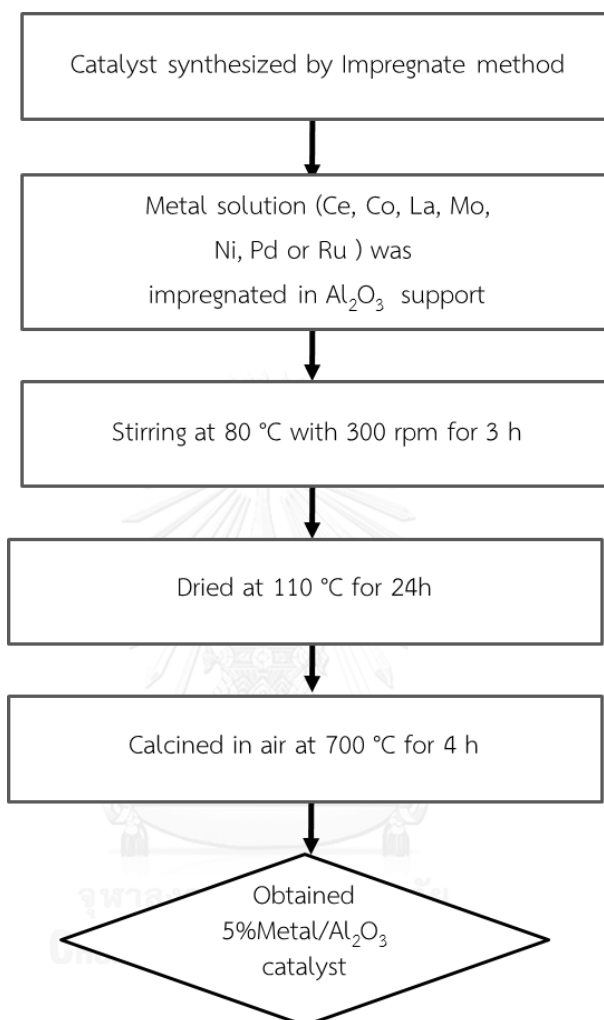 Catalyst synthesized by Impregnate method
Metal solution (Ce, Co, La, Mo,
Ni, Pd or Ru ) was
impregnated in Al₂O₃ support
Stirring at 80 °C with 300 rpm for 3 h
Dried at 110 °C for 24h
Calcined in air at 700 °C for 4 h
Obtained
5%Metal/Al₂O₃
catalyst